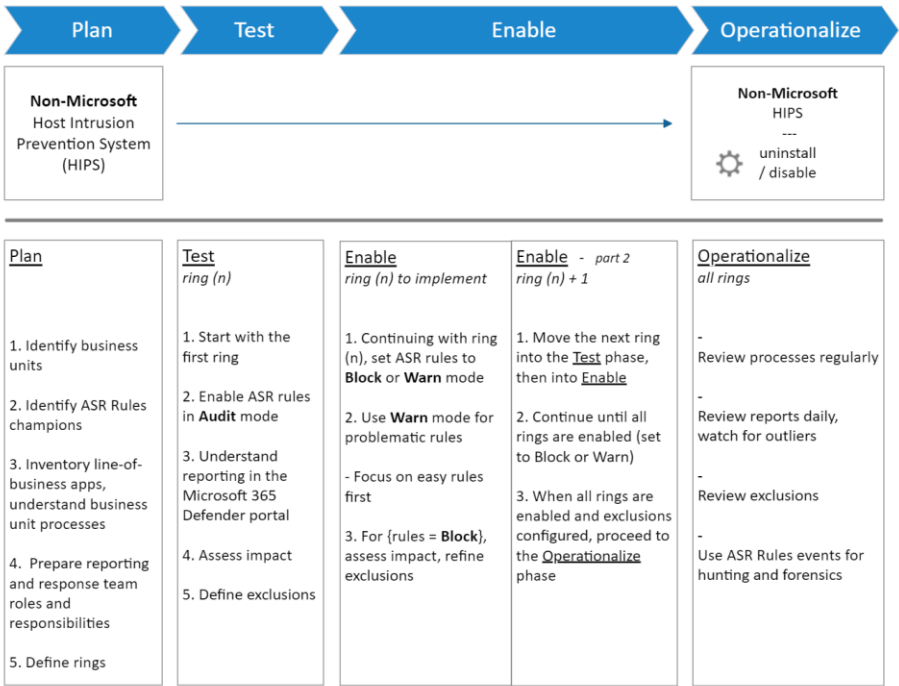 Plan
Test
Enable
Operationalize
Non-Microsoft
Host Intrusion
Prevention System
(HIPS)
Non-Microsoft
HIPS
---
uninstall
/ disable
Plan
1. Identify business
units
2. Identify ASR Rules
champions
3. Inventory line-of-
business apps,
understand business
unit processes
4. Prepare reporting
and response team
roles and
responsibilities
5. Define rings
Test
ring (n)
1. Start with the
first ring
2. Enable ASR rules
in Audit mode
3. Understand
reporting in the
Microsoft 365
Defender portal
4. Assess impact
5. Define exclusions
Enable
ring (n) to implement
1. Continuing with ring
(n), set ASR rules to
Block or Warn mode
2. Use Warn mode for
problematic rules
- Focus on easy rules
first
3. For {rules = Block},
assess impact, refine
exclusions
Enable - part 2
ring (n) + 1
1. Move the next ring
into the Test phase,
then into Enable
2. Continue until all
rings are enabled (set
to Block or Warn)
3. When all rings are
enabled and exclusions
configured, proceed to
the Operationalize
phase
Operationalize
all rings
-
Review processes regularly
-
Review reports daily,
watch for outliers
-
Review exclusions
-
Use ASR Rules events for
hunting and forensics